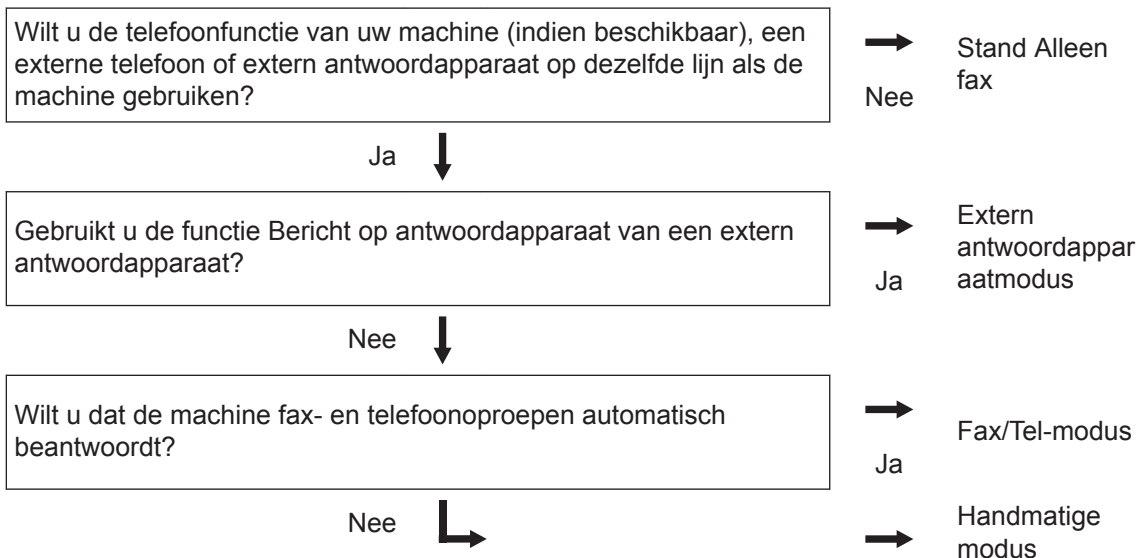 Wilt u de telefoonfunctie van uw machine (indien beschikbaar), een
externe telefoon of extern antwoordapparaat op dezelfde lijn als de
machine gebruiken?
Nee
Stand Alleen
fax
Ja
Gebruikt u de functie Bericht op antwoordapparaat van een extern
antwoordapparaat?
Ja
Extern
antwoordappar
aatmodus
Nee
Wilt u dat de machine fax- en telefoonoproepen automatisch
beantwoordt?
Ja
Fax/Tel-modus
Nee
Handmatige
modus